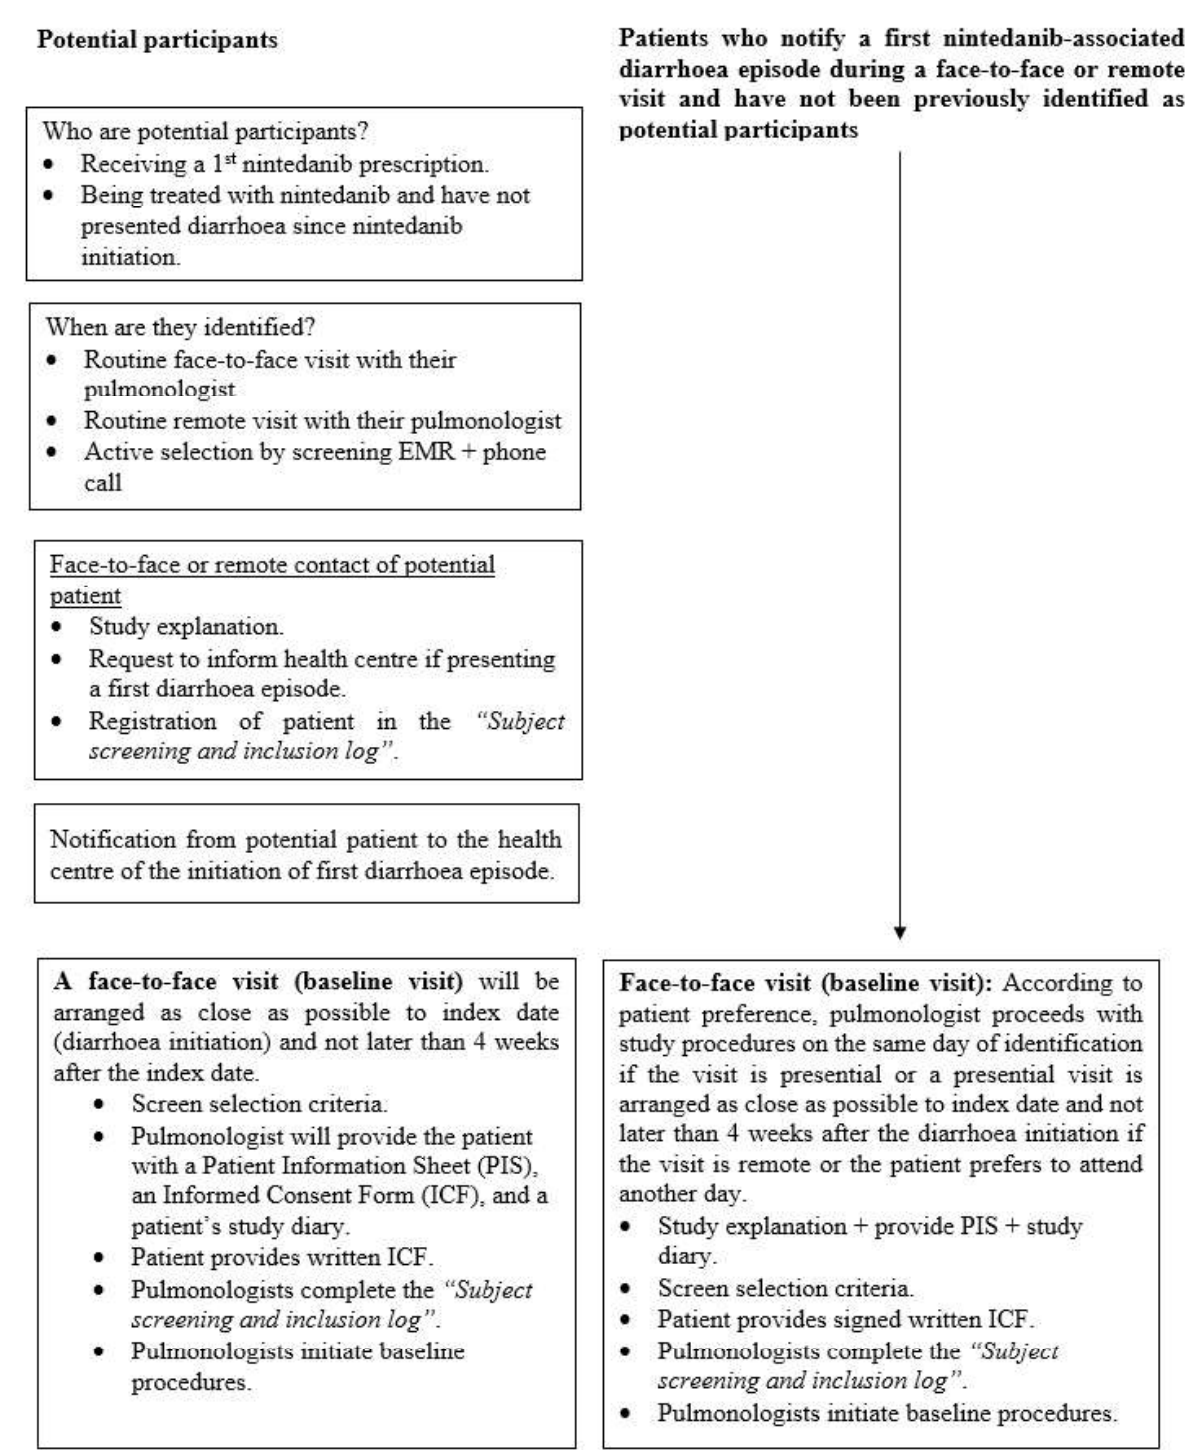 Potential participants
Who are potential participants?
• Receiving a 1st nintedanib prescription.
• Being treated with nintedanib and have not
presented diarrhoea since nintedanib
initiation.
When are they identified?
• Routine face-to-face visit with their
pulmonologist
• Routine remote visit with their pulmonologist
• Active selection by screening EMR + phone
call
Face-to-face or remote contact of potential
patient
• Study explanation.
• Request to inform health centre if presenting
a first diarrhoea episode.
• Registration of patient in the “Subject
screening and inclusion log”.
Notification from potential patient to the health
centre of the initiation of first diarrhoea episode.
A face-to-face visit (baseline visit) will be
arranged as close as possible to index date
(diarrhoea initiation) and not later than 4 weeks
after the index date.
• Screen selection criteria.
• Pulmonologist will provide the patient
with a Patient Information Sheet (PIS),
an Informed Consent Form (ICF), and a
patient’s study diary.
• Patient provides written ICF.
• Pulmonologists complete the “Subject
screening and inclusion log”.
• Pulmonologists initiate baseline
procedures.
Patients who notify a first nintedanib-associated
diarrhoea episode during a face-to-face or remote
visit and have not been previously identified as
potential participants
Face-to-face visit (baseline visit): According to
patient preference, pulmonologist proceeds with
study procedures on the same day of identification
if the visit is presential or a presential visit is
arranged as close as possible to index date and not
later than 4 weeks after the diarrhoea initiation if
the visit is remote or the patient prefers to attend
another day.
• Study explanation + provide PIS + study
diary.
• Screen selection criteria.
• Patient provides signed written ICF.
• Pulmonologists complete the “Subject
screening and inclusion log”.
• Pulmonologists initiate baseline procedures.